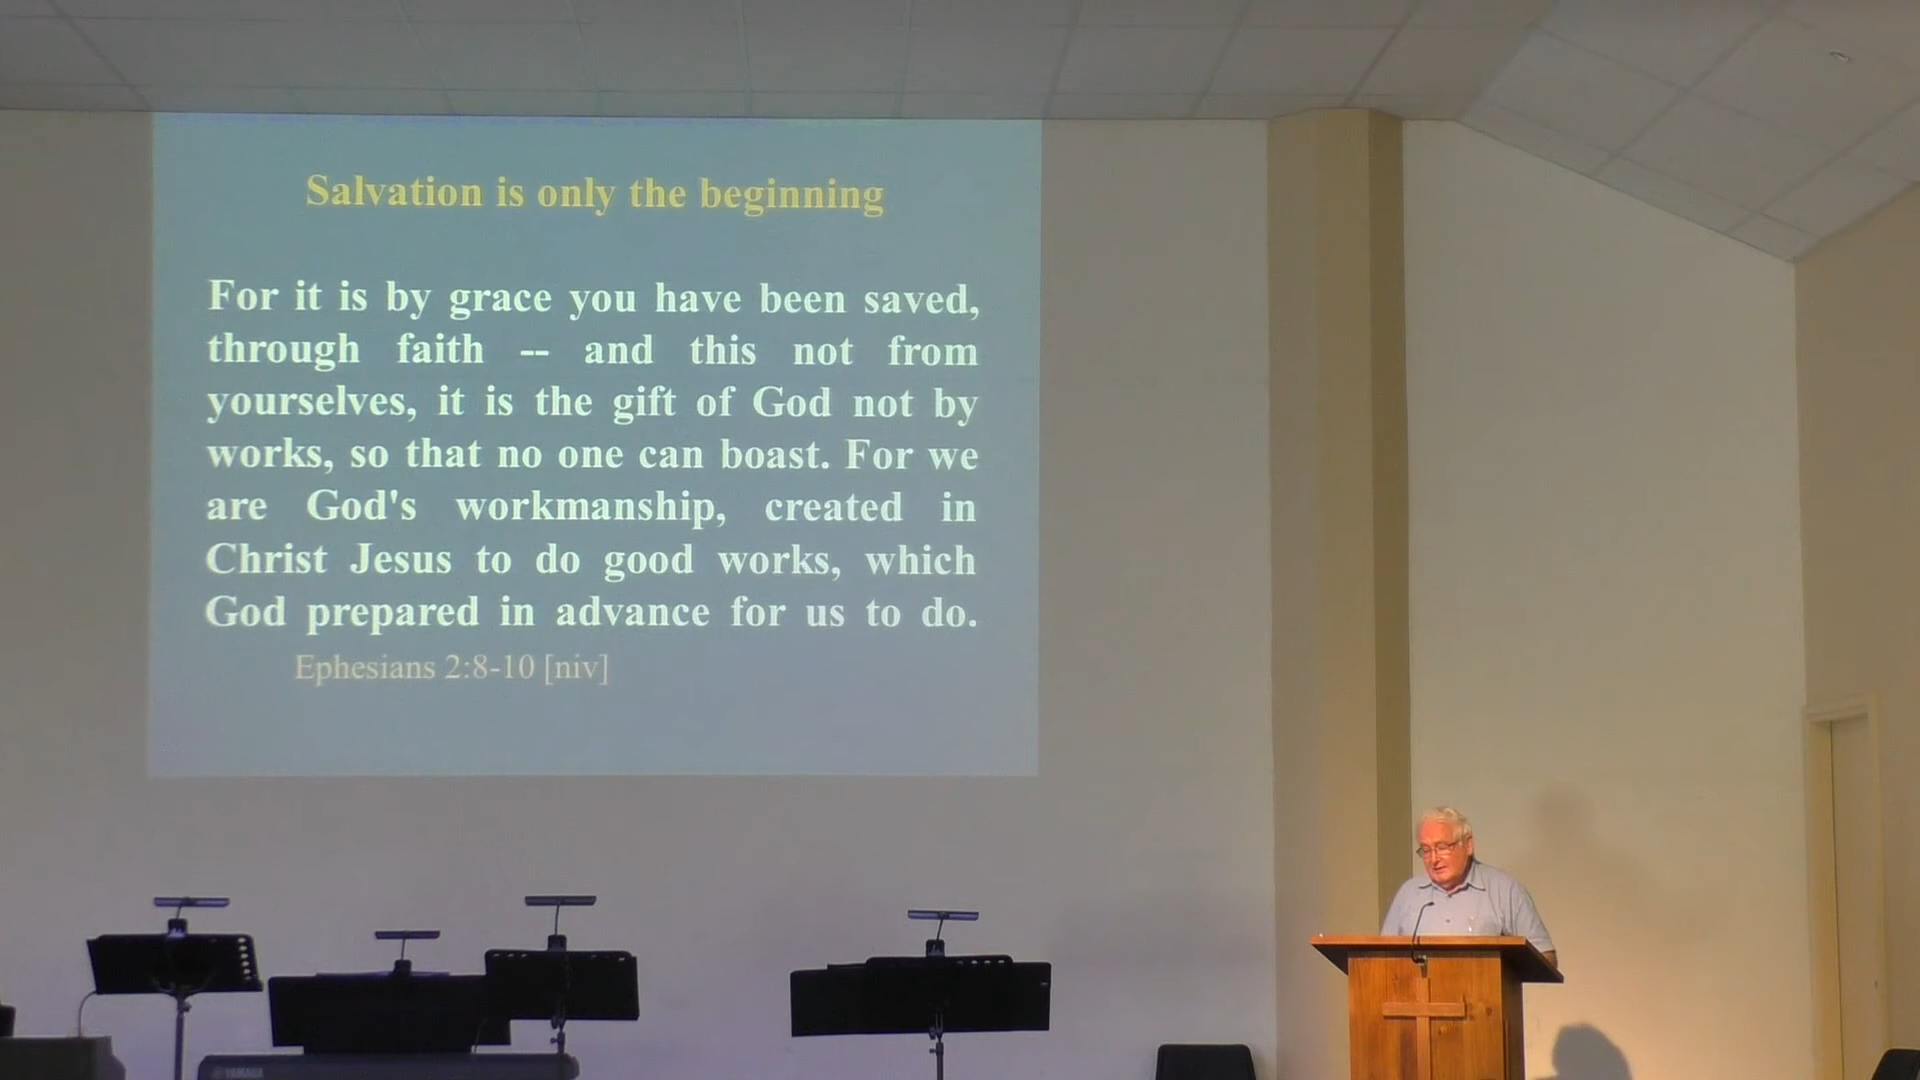 Salvation is only the beginning
For it is by grace you have been saved,
through faith -- and this not from
yourselves, it is the gift of God not by
works, so that no one can boast. For we
are God's workmanship, created in
Christ Jesus to do good works, which
God prepared in advance for us to do.
Ephesians 2:8-10 [niv]
YAMAHA